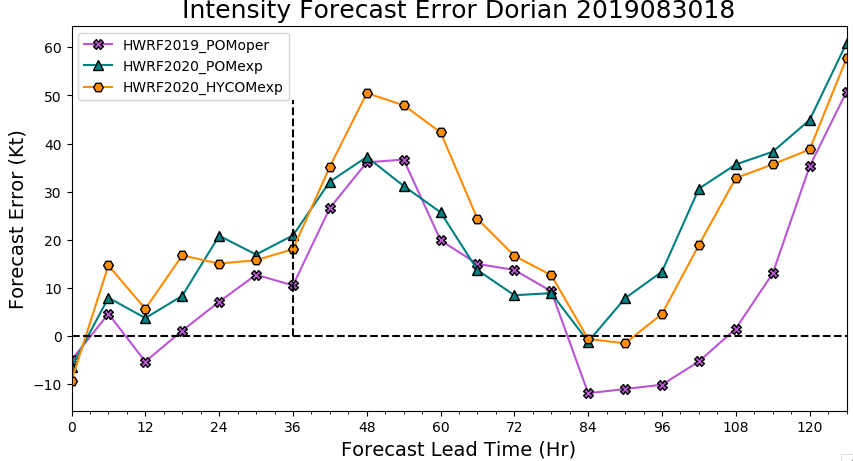 Intensity Forecast Error Dorian 2019083018
HWRF2019_POMoper
HWRF2020_POMexp
HWRF2020_HYCOMexp
Forecast Error (Kt)
60
50
40
30
20
10
0
−10
0 12 24 36 48 60 72 84 96 108 120
Forecast Lead Time (Hr)